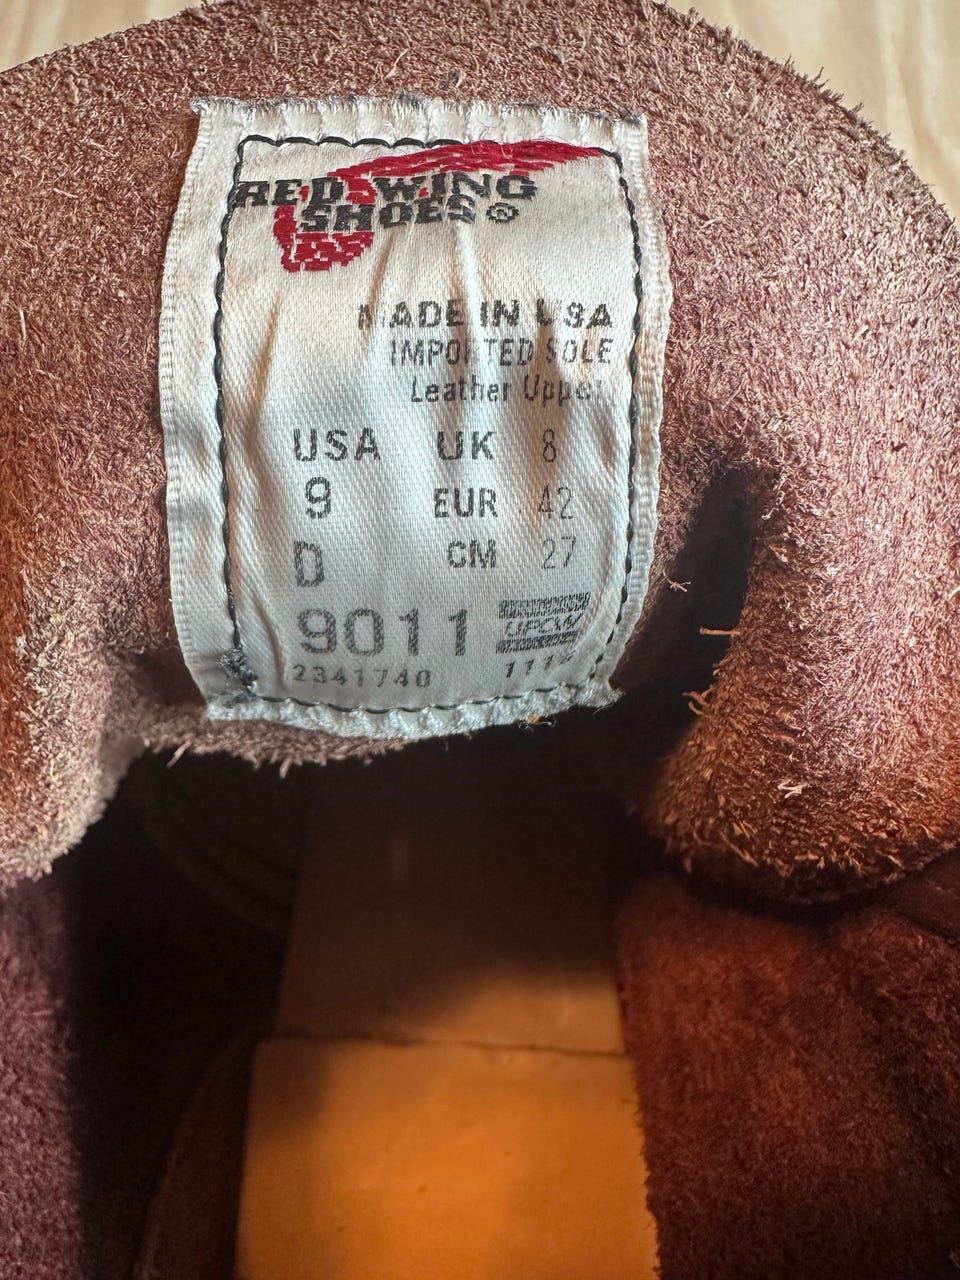 RED WING
SHOES ®
MADE IN USA
IMPORTED SOLE
Leather Upper
USA UK 8
9 EUR 42
D CM 27
9011 UFCW
2341740